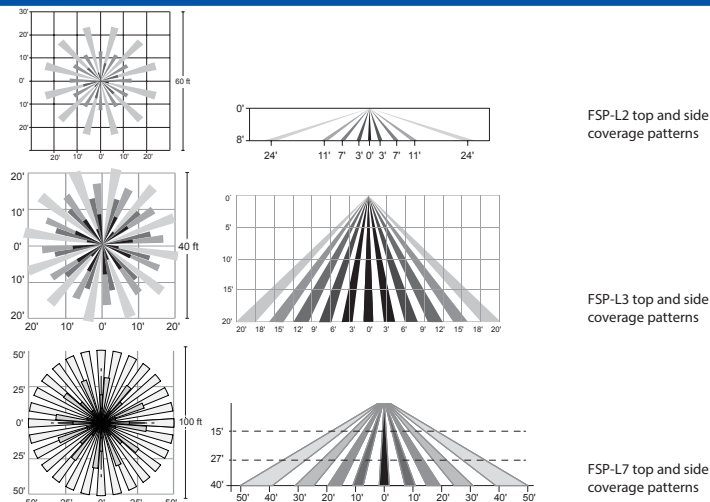 30'
20'
10'
0'
10'
20'
20' 10' 0' 10' 20'
60 ft
0'
8'
24' 11' 7' 3' 0' 3' 7' 11' 24'
FSP-L2 top and side
coverage patterns
20'
10'
0'
10'
20'
20' 10' 0' 10' 20'
40 ft
0'
5'
10'
15'
20'
20' 18' 15' 12' 9' 6' 3' 0' 3' 6' 9' 12' 15' 18' 20'
FSP-L3 top and side
coverage patterns
50'
25'
0'
25'
50'
50' 25' 0' 25' 50'
100 ft
15'
27'
40'
50' 40' 30' 20' 10' 0' 10' 20' 30' 40' 50'
FSP-L7 top and side
coverage patterns